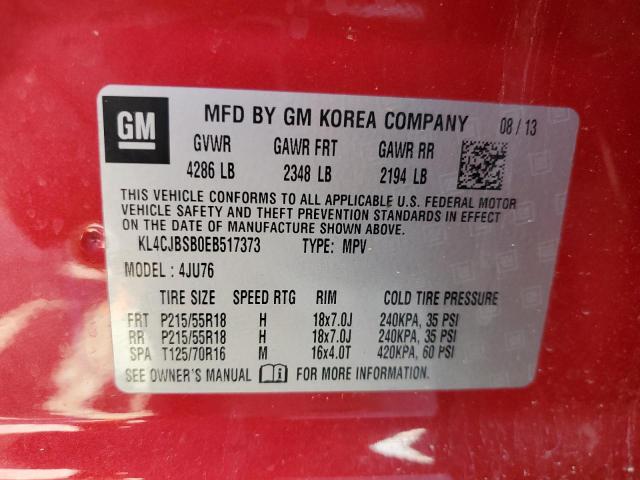 GM MFD BY GM KOREA COMPANY 08 / 13
GVWR GAWR FRT GAWR RR
4286 LB 2348 LB 2194 LB
THIS VEHICLE CONFORMS TO ALL APPLICABLE U.S. FEDERAL MOTOR
VEHICLE SAFETY AND THEFT PREVENTION STANDARDS IN EFFECT
ON THE DATE OF MANUFACTURE SHOWN ABOVE.
KL4CJBSB0EB517373 TYPE: MPV
MODEL: 4JU76
TIRE SIZE SPEED RTG RIM COLD TIRE PRESSURE
FRT P215/55R18 H 18x7.0J 240KPA, 35 PSI
RR P215/55R18 H 18x7.0J 240KPA, 35 PSI
SPA T125/70R16 M 16x4.0T 420KPA, 60 PSI
SEE OWNER'S MANUAL FOR MORE INFORMATION.